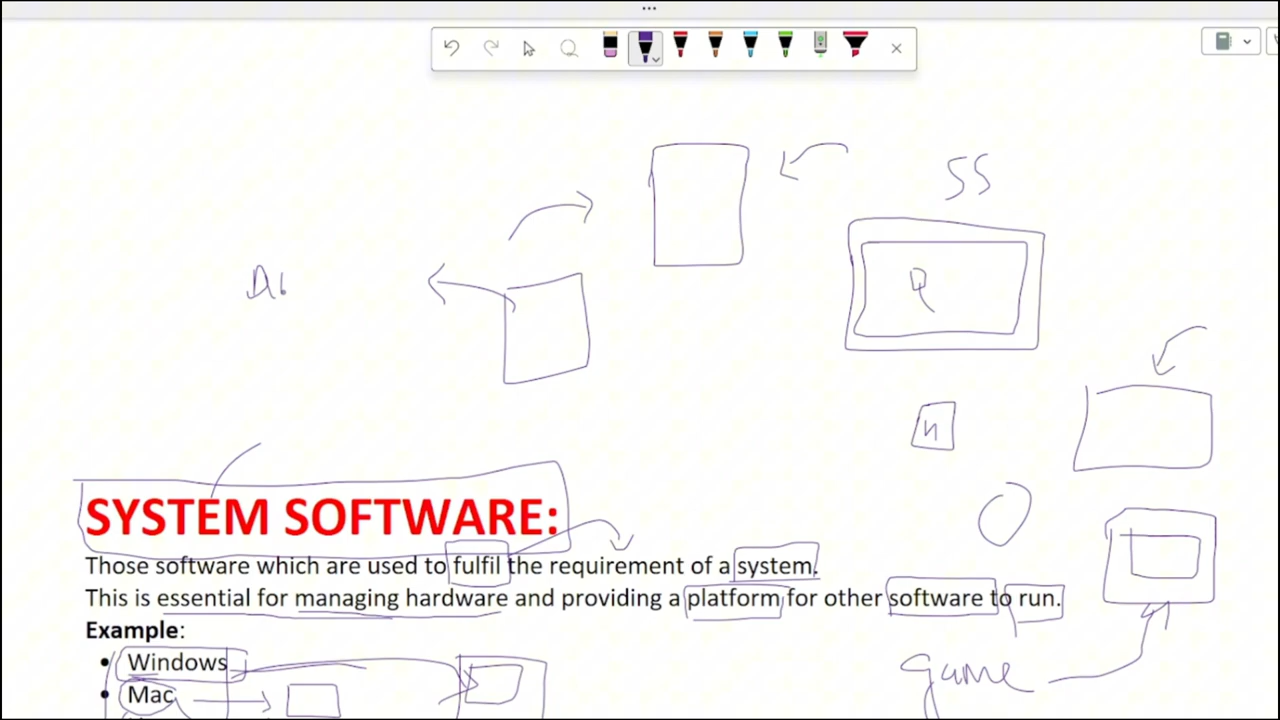 SS
Q
n
SYSTEM SOFTWARE:
Those software which are used to fulfil the requirement of a system.
This is essential for managing hardware and providing a platform for other software to run.
Example:
• Windows
game
• Mac